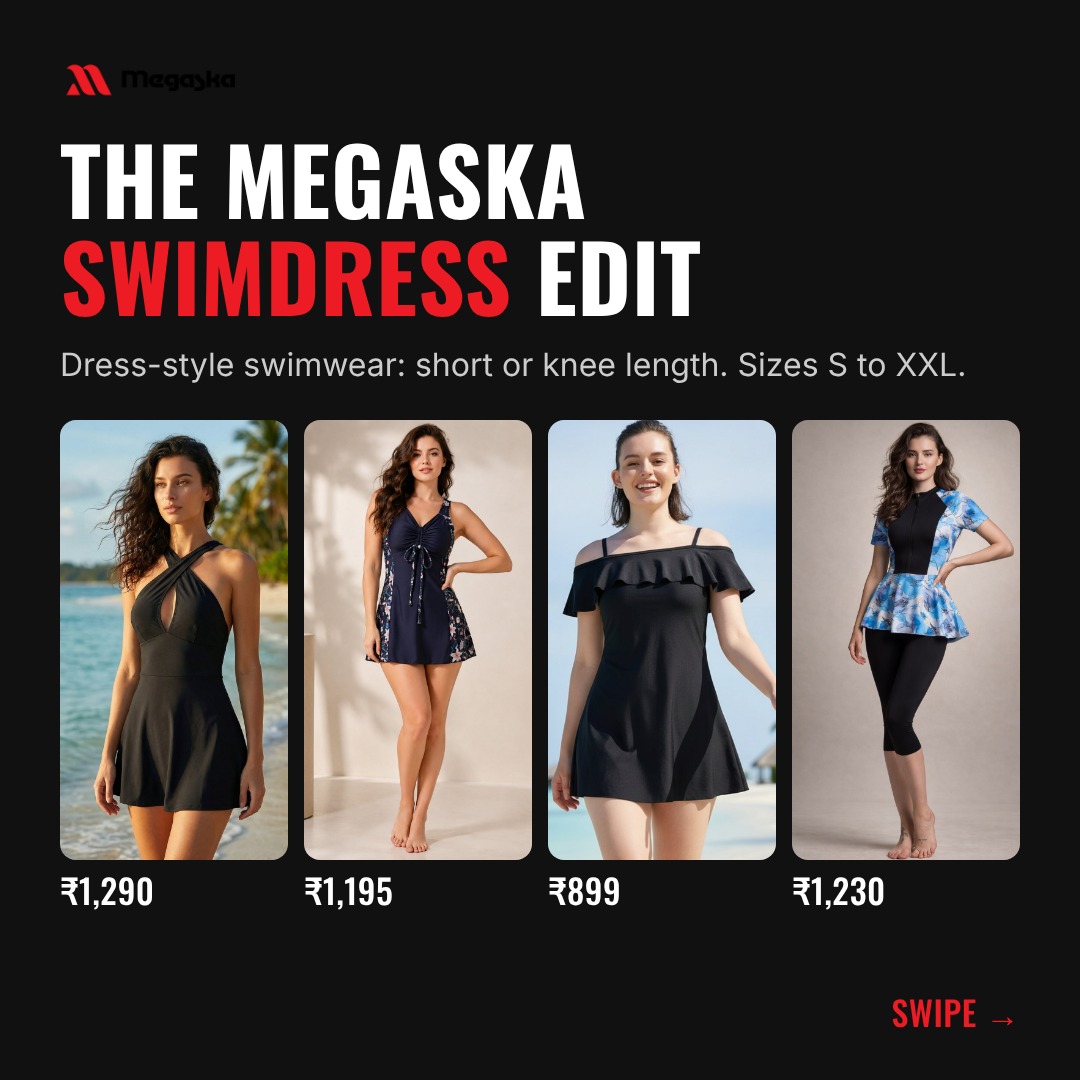 Megaska
THE MEGASKA
SWIMDRESS EDIT
Dress-style swimwear: short or knee length. Sizes S to XXL.
₹1,290
₹1,195
₹899
₹1,230
SWIPE →